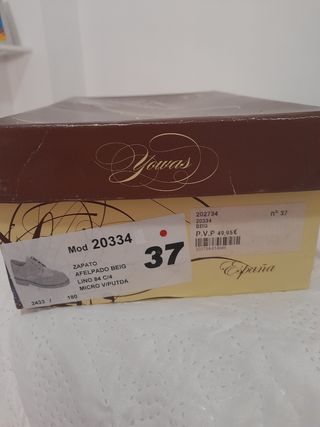 Yowas
Mod 20334
37
ZAPATO
AFELPADO BEIG
LINO 84 C/4
MICRO V/PUTDA
3433 / 180
202734 nº 37
20334
BEIG
P.V.P 49,95€
España